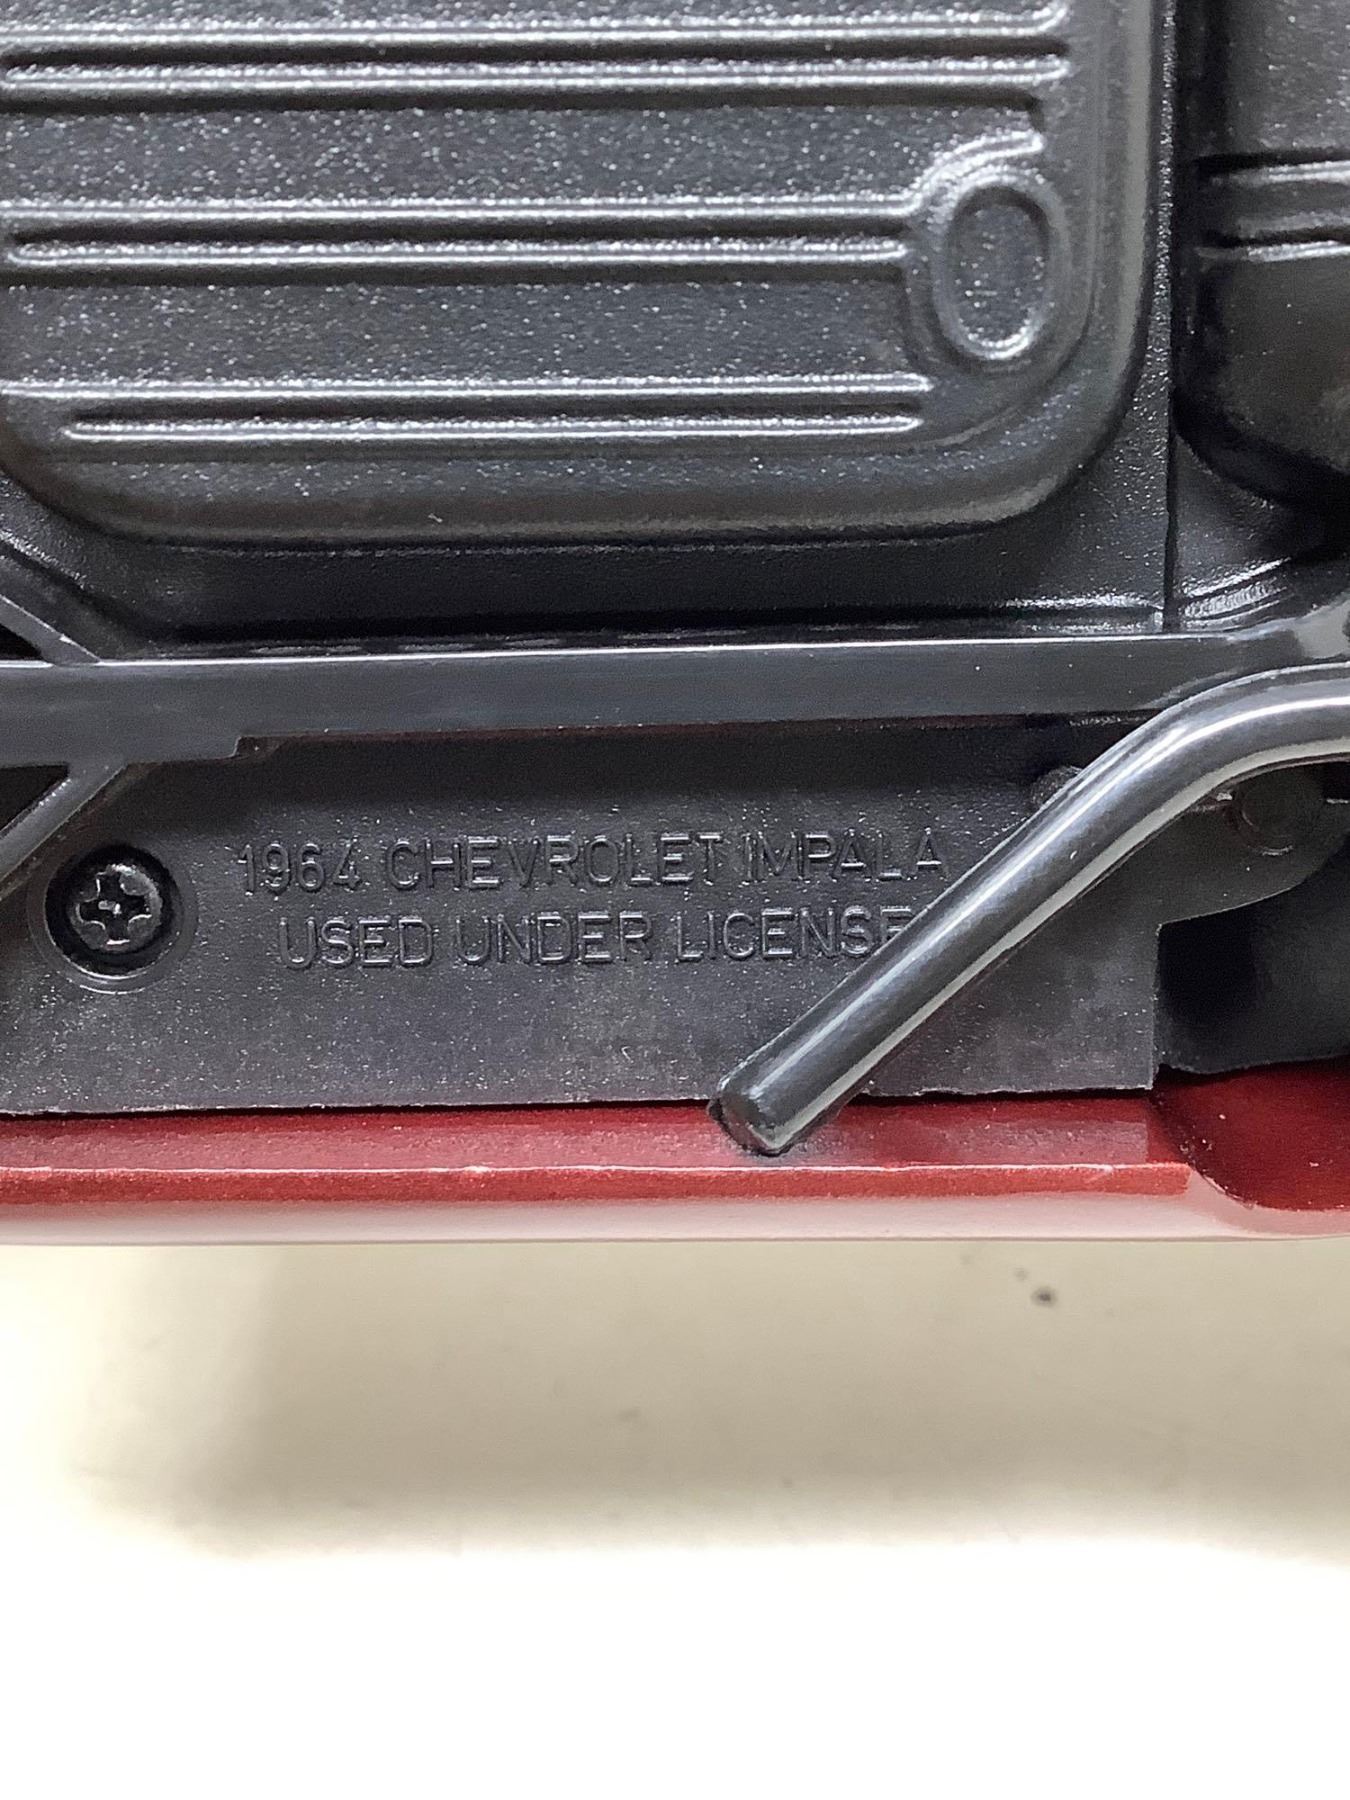 1964 CHEVROLET IMPALA
USED UNDER LICENSE